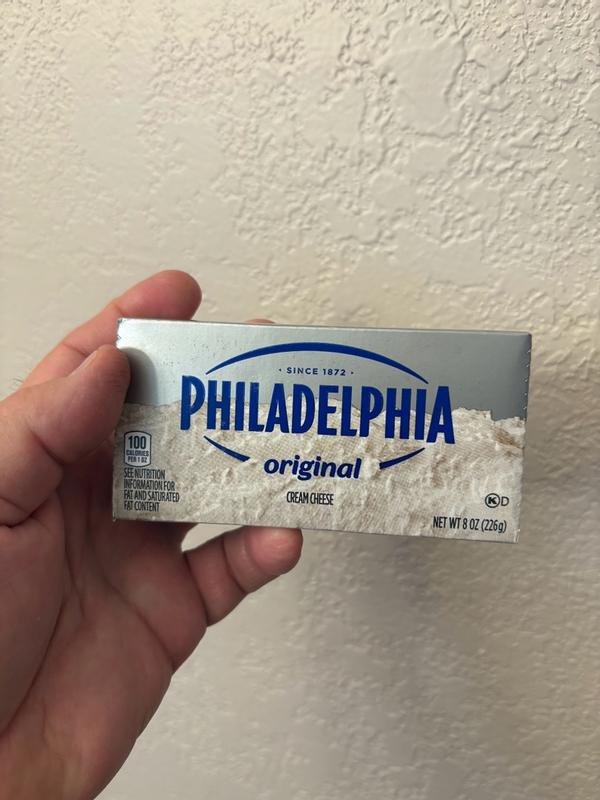 · SINCE 1872 ·
PHILADELPHIA
original
CREAM CHEESE
100
CALORIES
PER 1 OZ
SEE NUTRITION
INFORMATION FOR
FAT AND SATURATED
FAT CONTENT
K D
NET WT 8 OZ (226g)